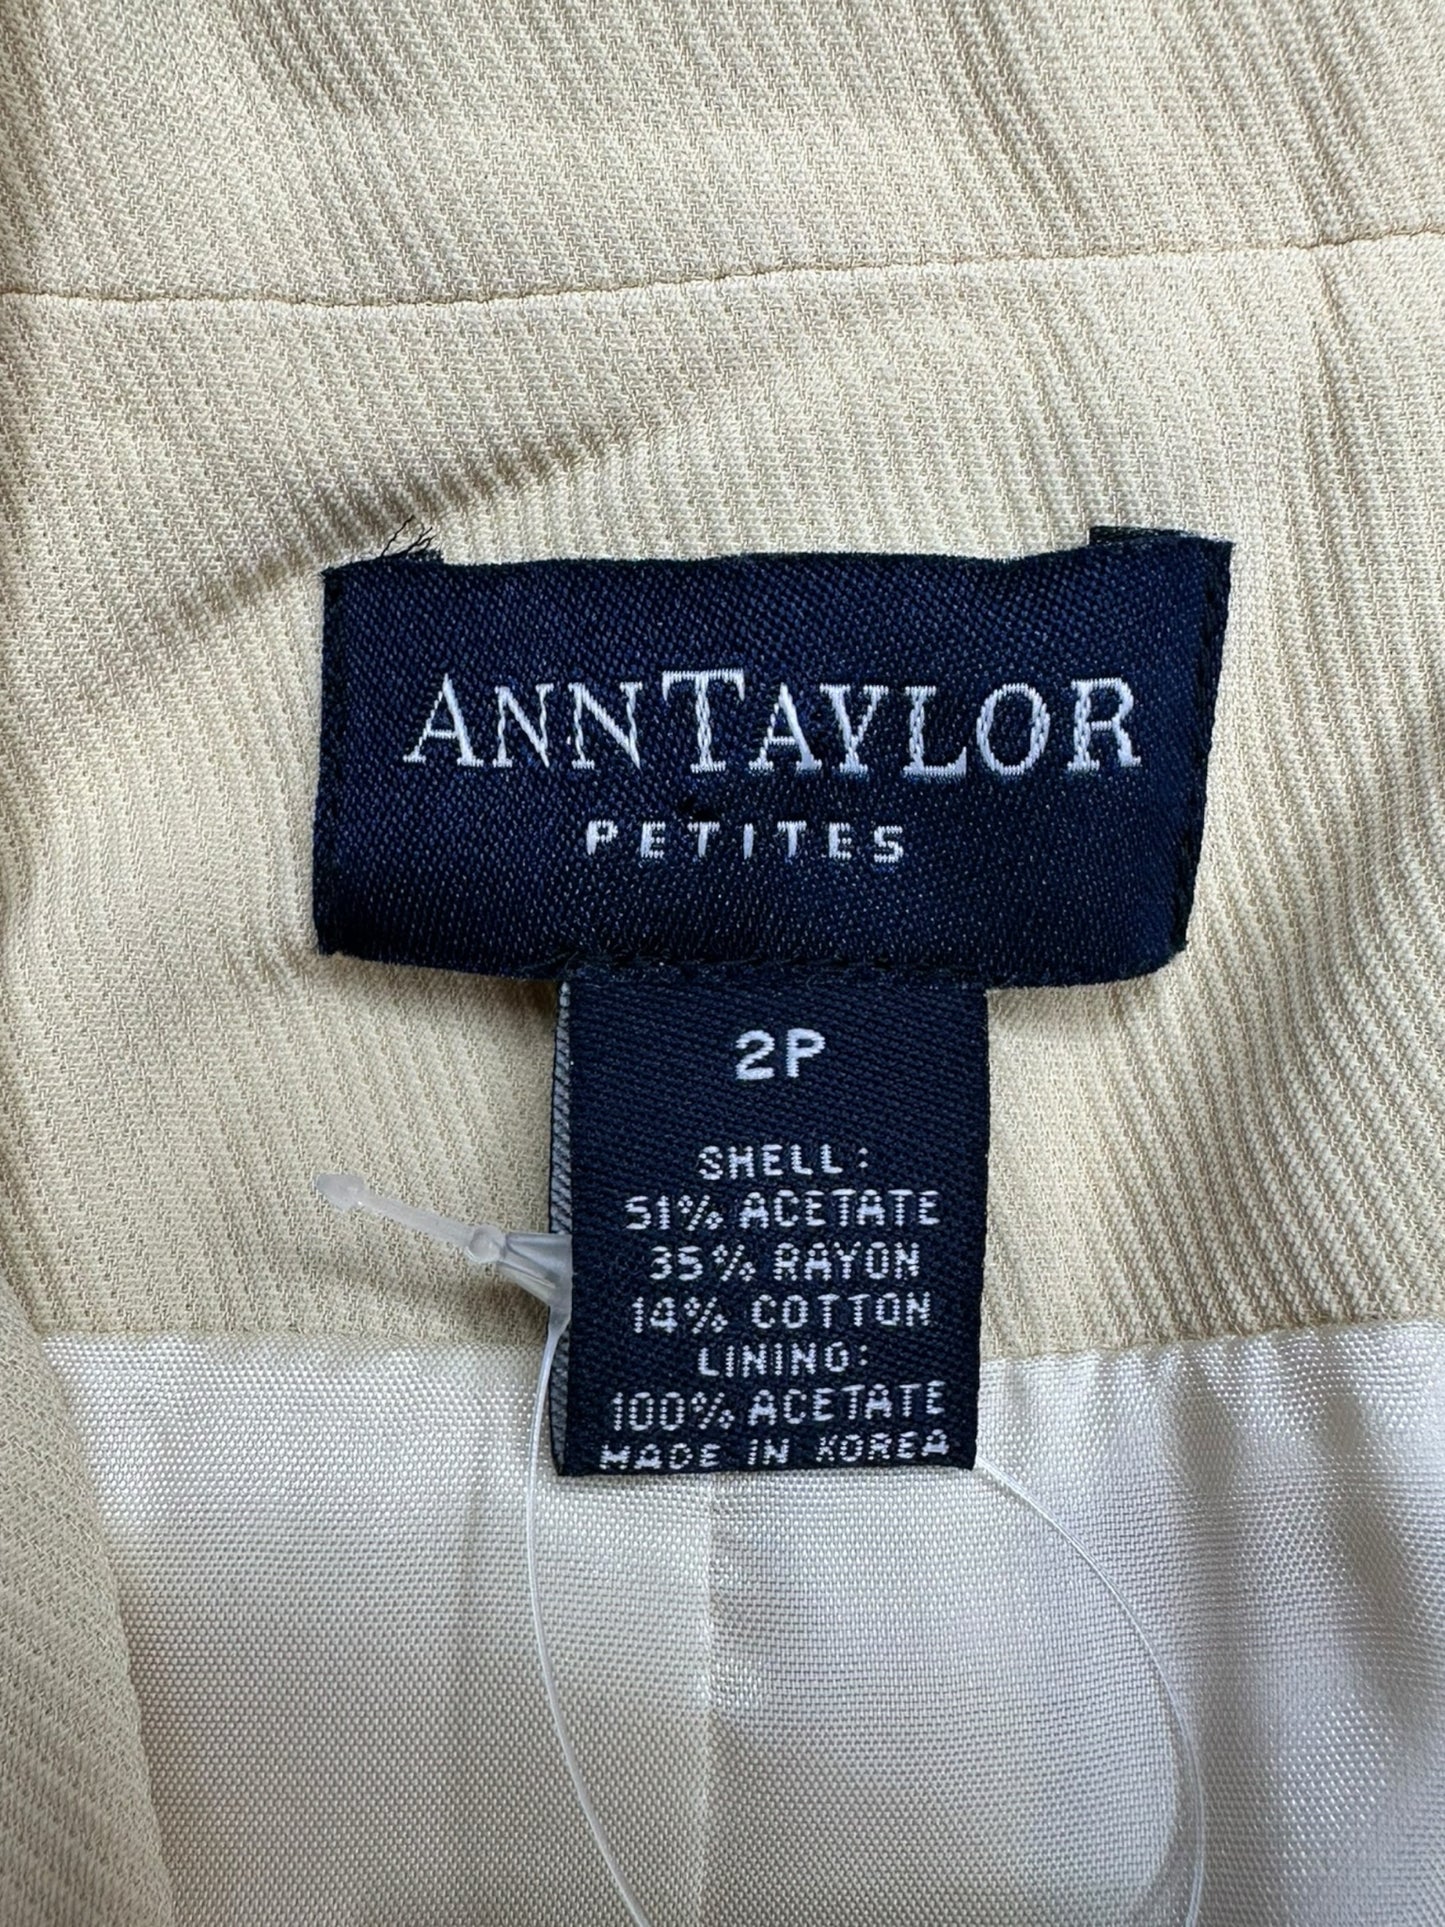 ANNTAYLOR
PETITES
2P
SHELL:
51% ACETATE
35% RAYON
14% COTTON
LINING:
100% ACETATE
MADE IN KOREA